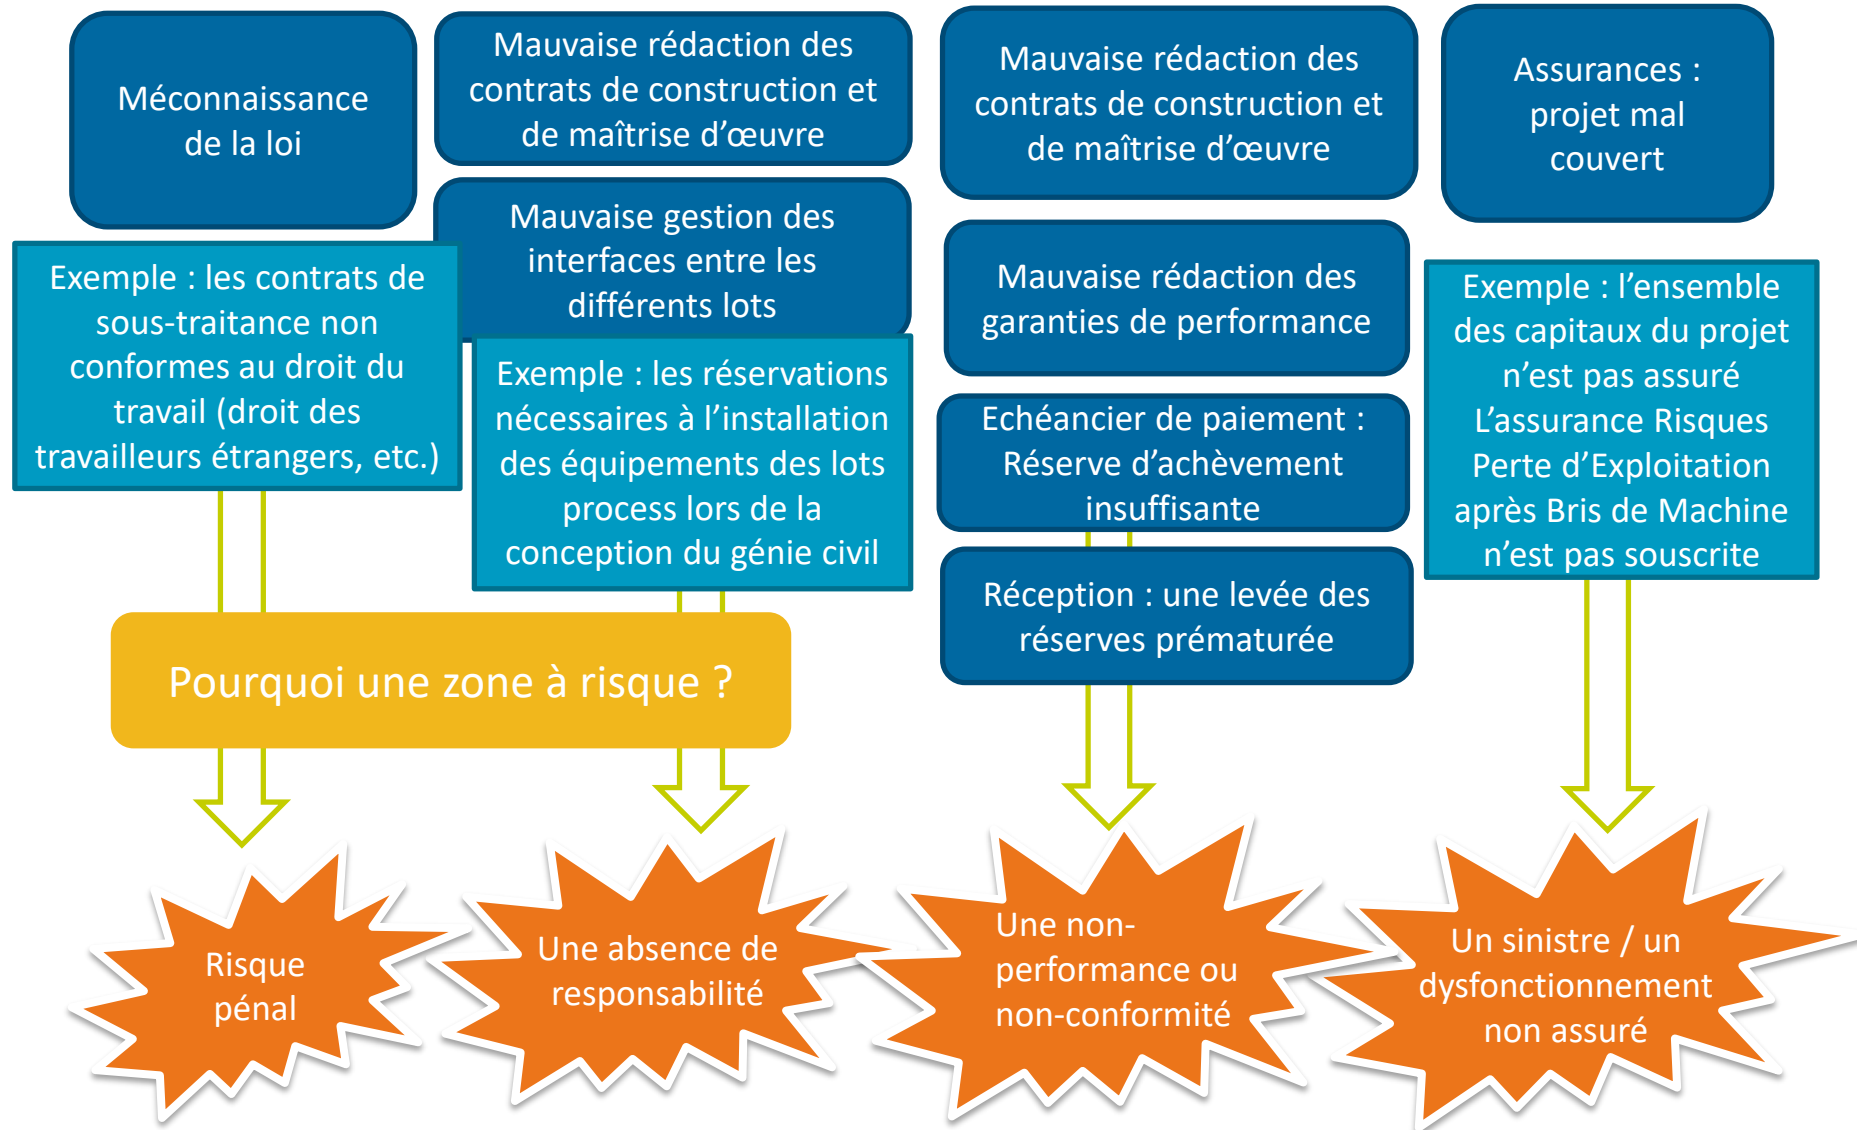 Méconnaissance
de la loi
Exemple : les contrats de
sous-traitance non
conformes au droit du
travail (droit des
travailleurs étrangers, etc.)
Mauvaise rédaction des
contrats de construction et
de maîtrise d’œuvre
Mauvaise gestion des
interfaces entre les
différents lots
Exemple : les réservations
nécessaires à l’installation
des équipements des lots
process lors de la
conception du génie civil
Mauvaise rédaction des
contrats de construction et
de maîtrise d’œuvre
Mauvaise rédaction des
garanties de performance
Echéancier de paiement :
Réserve d’achèvement
insuffisante
Réception : une levée des
réserves prématurée
Assurances :
projet mal
couvert
Exemple : l’ensemble
des capitaux du projet
n’est pas assuré
L’assurance Risques
Perte d’Exploitation
après Bris de Machine
n’est pas souscrite
Pourquoi une zone à risque ?
Risque
pénal
Une absence de
responsabilité
Une non-
performance ou
non-conformité
Un sinistre / un
dysfonctionnement
non assuré